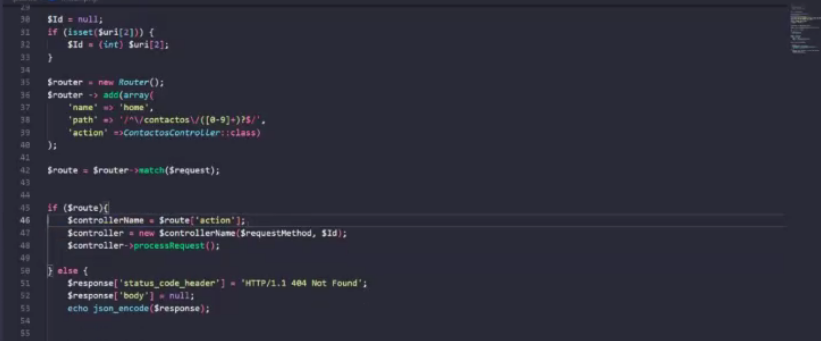 29
30 $Id = null;
31 if (isset($uri[2])) {
32 $Id = (int) $uri[2];
33 }
34
35 $router = new Router();
36 $router -> add(array(
37 'name' => 'home',
38 'path' => '/^\/contactos\/([0-9]+)?$/',
39 'action' =>ContactosController::class)
40 );
41
42 $route = $router->match($request);
43
44
45 if ($route){
46 $controllerName = $route['action'];
47 $controller = new $controllerName($requestMethod, $Id);
48 $controller->processRequest();
49
50 } else {
51 $response['status_code_header'] = 'HTTP/1.1 404 Not Found';
52 $response['body'] = null;
53 echo json_encode($response);
54
55